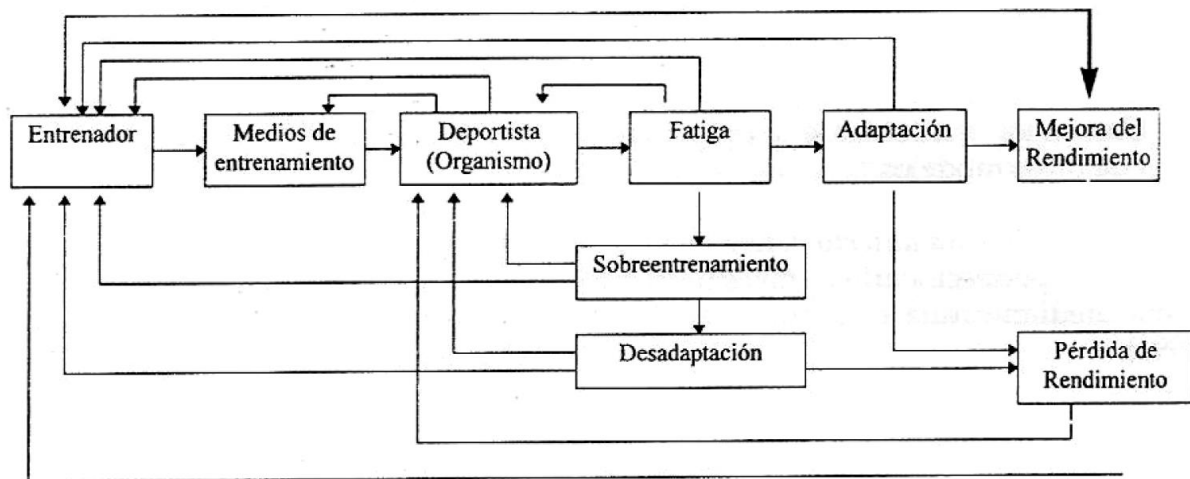 Entrenador
Medios de
entrenamiento
Deportista
(Organismo)
Fatiga
Adaptación
Mejora del
Rendimiento
Sobreentrenamiento
Desadaptación
Pérdida de
Rendimiento